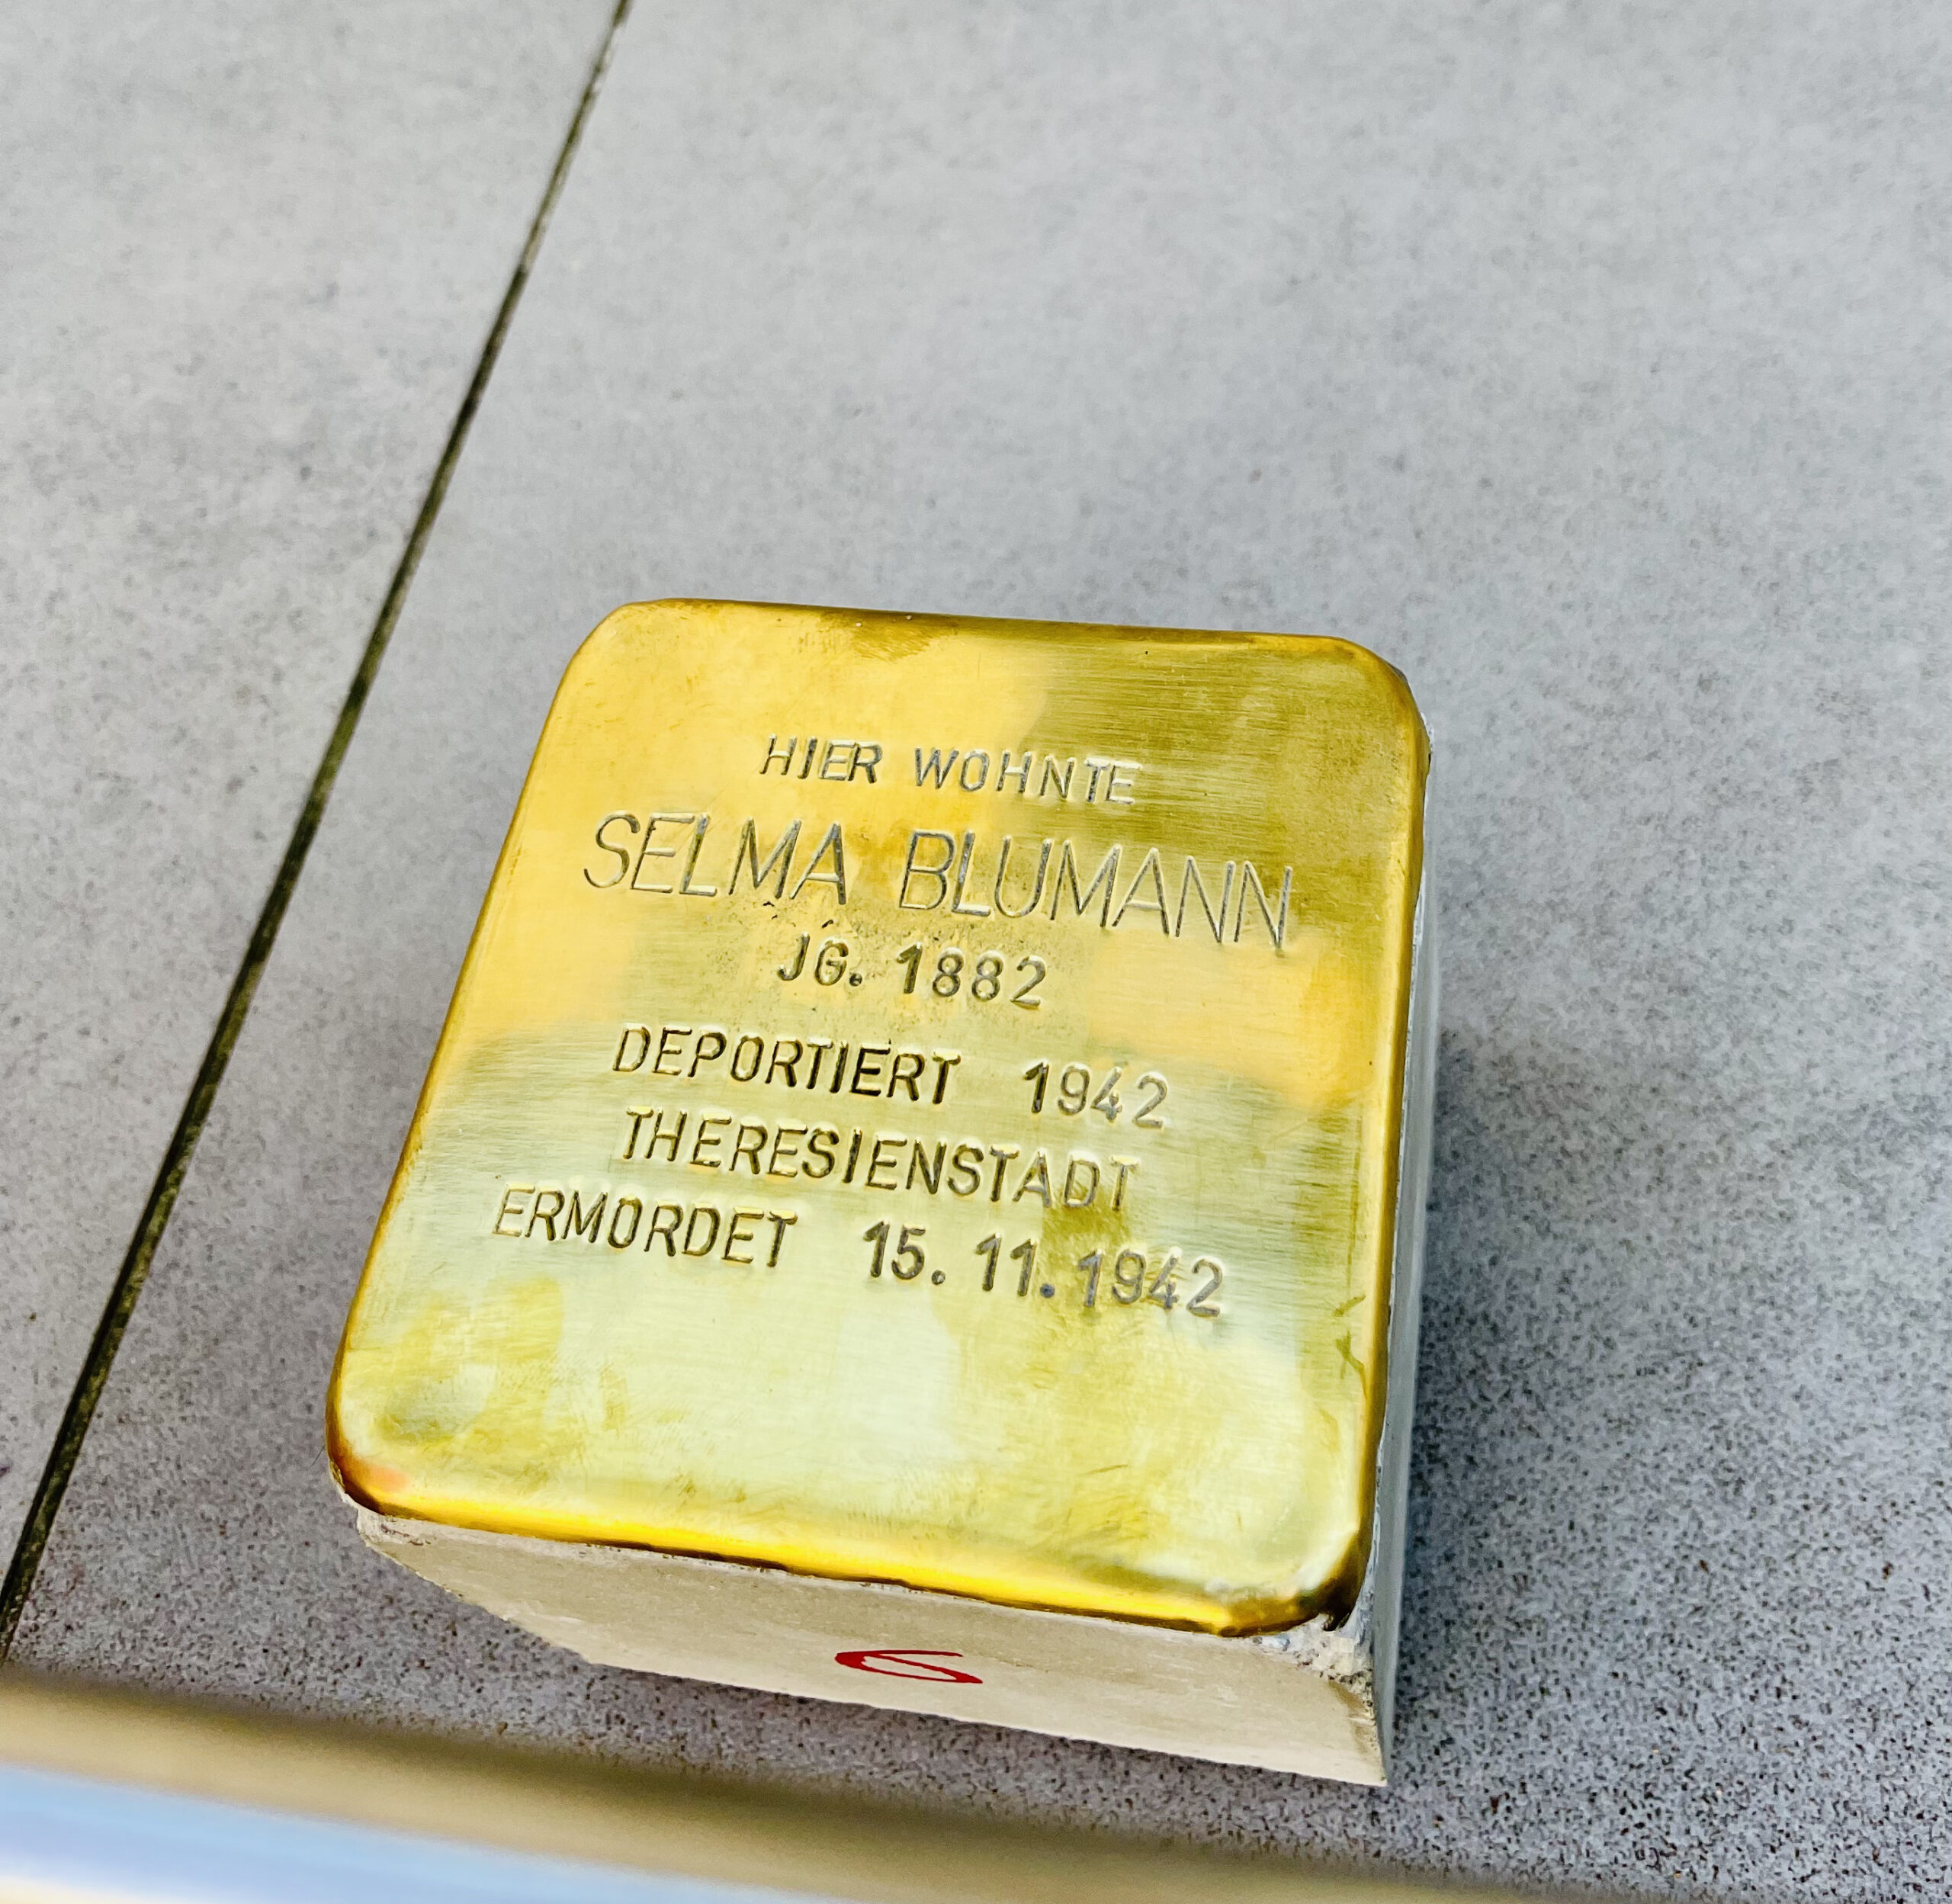 HIER WOHNTE
SELMA BLUMANN
JG. 1882
DEPORTIERT 1942
THERESIENSTADT
ERMORDET 15.11.1942